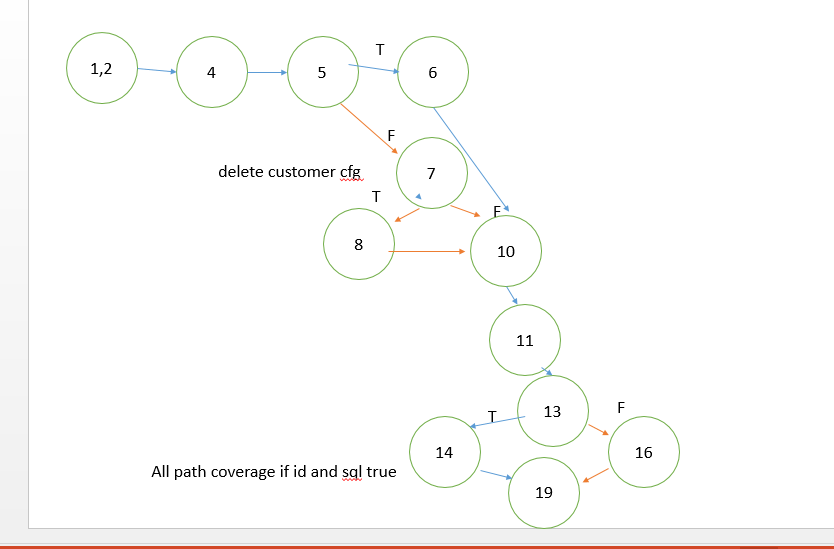 T
1,2
4
5
6
F
delete customer cfg
7
T
F
8
10
11
F
13
T
14
16
All path coverage if id and sql true
19